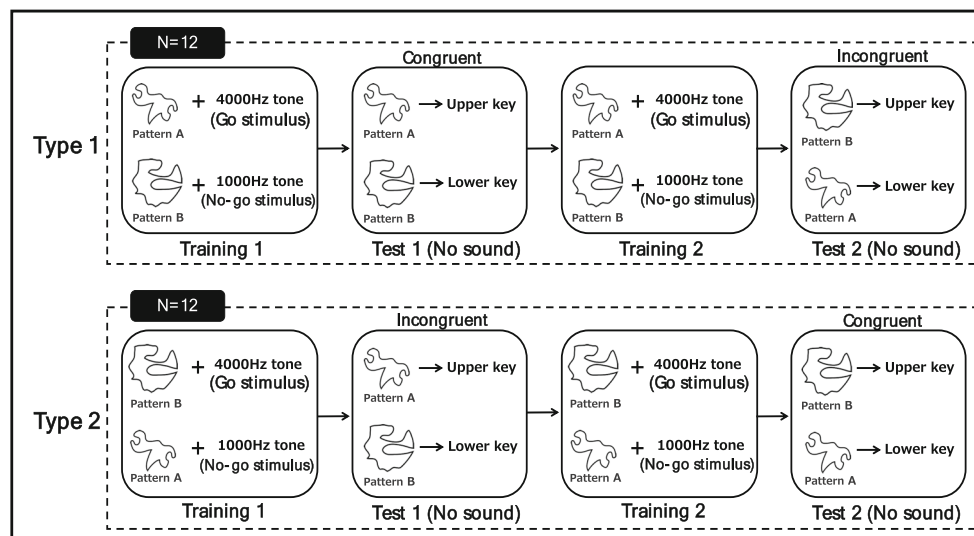 N=12
Type 1
Pattern A
+ 4000Hz tone
(Go stimulus)
Pattern B
+ 1000Hz tone
(No-go stimulus)
Training 1
Congruent
Pattern A
→ Upper key
Pattern B
→ Lower key
Test 1 (No sound)
Pattern A
+ 4000Hz tone
(Go stimulus)
Pattern B
+ 1000Hz tone
(No-go stimulus)
Training 2
Incongruent
Pattern B
→ Upper key
Pattern A
→ Lower key
Test 2 (No sound)
N=12
Type 2
Pattern B
+ 4000Hz tone
(Go stimulus)
Pattern A
+ 1000Hz tone
(No-go stimulus)
Training 1
Incongruent
Pattern A
→ Upper key
Pattern B
→ Lower key
Test 1 (No sound)
Pattern B
+ 4000Hz tone
(Go stimulus)
Pattern A
+ 1000Hz tone
(No-go stimulus)
Training 2
Congruent
Pattern B
→ Upper key
Pattern A
→ Lower key
Test 2 (No sound)